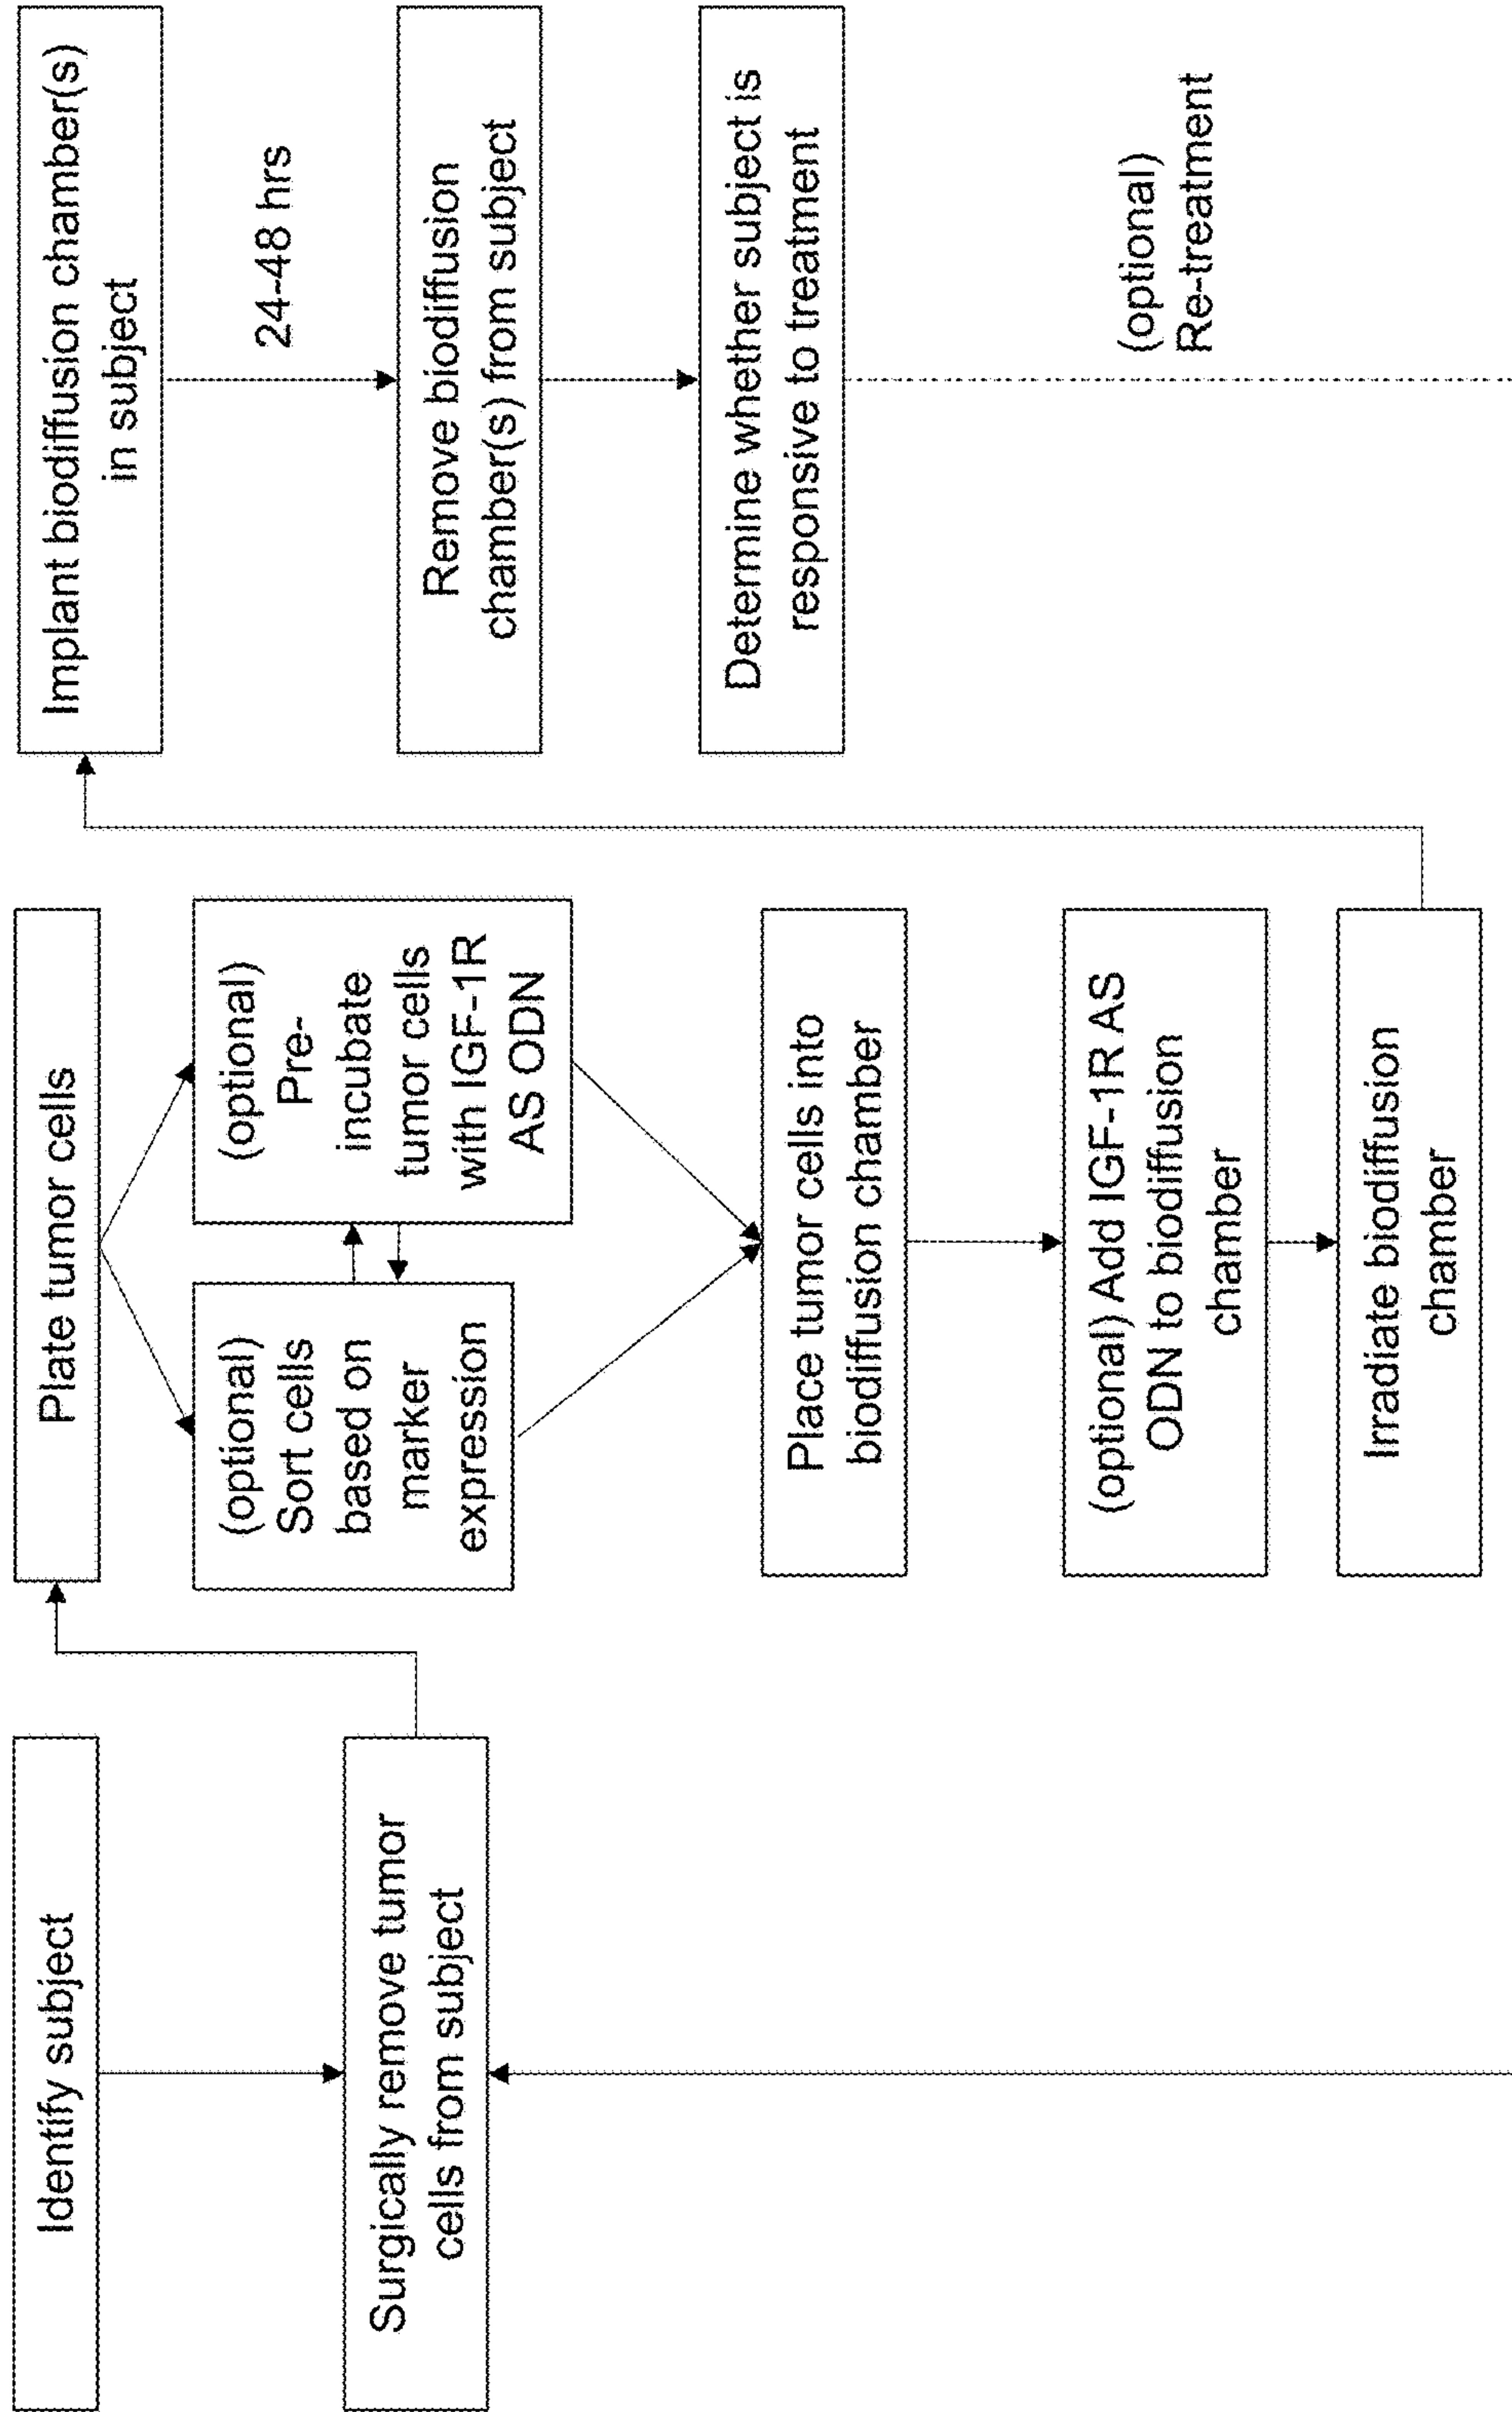 Identify subject
Surgically remove tumor
cells from subject
Plate tumor cells
(optional)
Sort cells
based on
marker
expression
(optional)
Pre-
incubate
tumor cells
with IGF-1R
AS ODN
Place tumor cells into
biodiffusion chamber
(optional) Add IGF-1R AS
ODN to biodiffusion
chamber
Irradiate biodiffusion
chamber
Implant biodiffusion chamber(s)
in subject
24-48 hrs
Remove biodiffusion
chamber(s) from subject
Determine whether subject is
responsive to treatment
(optional)
Re-treatment